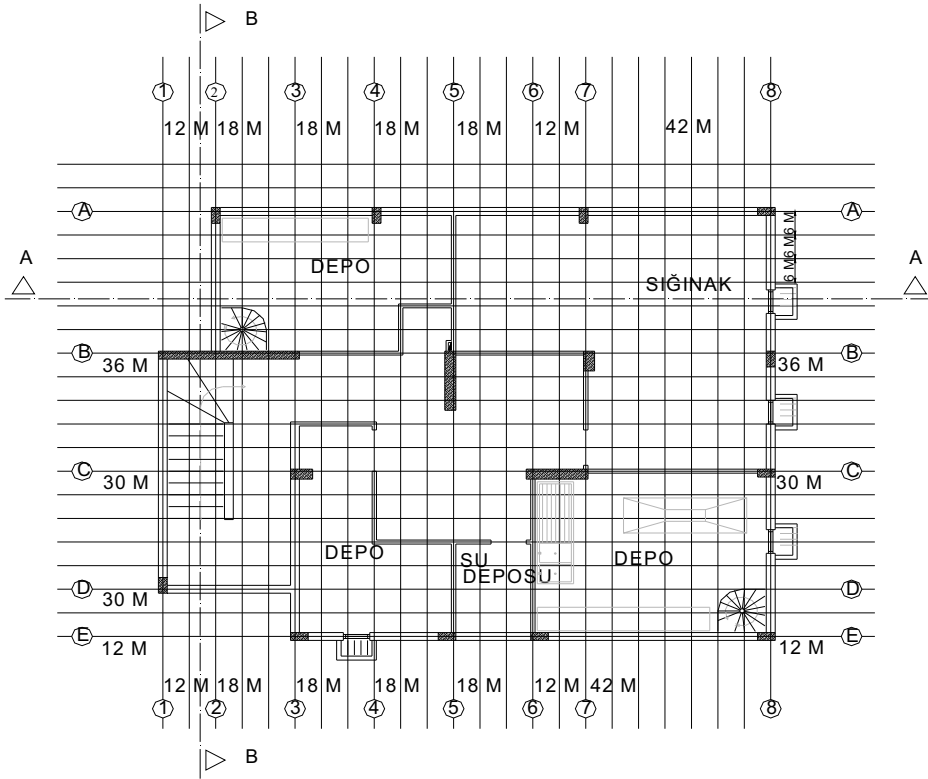 B
1 2 3 4 5 6 7 8
12 M 18 M 18 M 18 M 18 M 12 M 42 M
A A
6 M 6 M 6 M
A A
DEPO
SIĞINAK
B B
36 M 36 M
C C
30 M 30 M
DEPO
SU
DEPOSU
DEPO
D D
30 M
E E
12 M 12 M
12 M 18 M 18 M 18 M 18 M 12 M 42 M
1 2 3 4 5 6 7 8
B